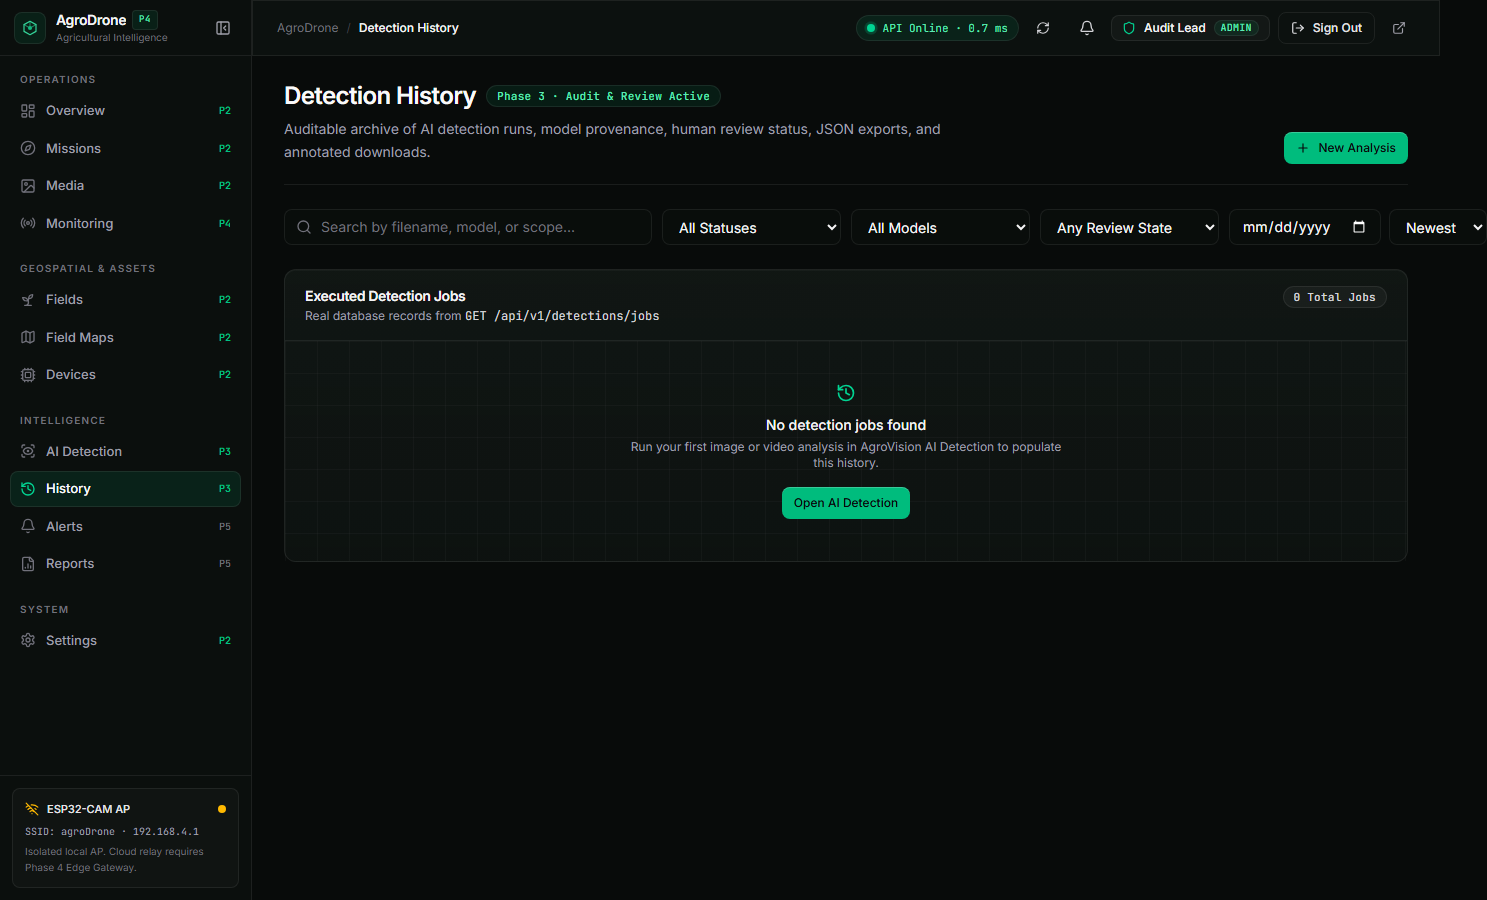 AgroDrone P4
Agricultural Intelligence
AgroDrone / Detection History
API Online · 0.7 ms
Audit Lead ADMIN
Sign Out
OPERATIONS
Overview P2
Missions P2
Media P2
Monitoring P4
GEOSPATIAL & ASSETS
Fields P2
Field Maps P2
Devices P2
INTELLIGENCE
AI Detection P3
History P3
Alerts P5
Reports P5
SYSTEM
Settings P2
ESP32-CAM AP
SSID: agroDrone · 192.168.4.1
Isolated local AP. Cloud relay requires
Phase 4 Edge Gateway.
Detection History Phase 3 · Audit & Review Active
Auditable archive of AI detection runs, model provenance, human review status, JSON exports, and
annotated downloads.
+ New Analysis
Search by filename, model, or scope...
All Statuses
All Models
Any Review State
mm/dd/yyyy
Newest
Executed Detection Jobs
Real database records from GET /api/v1/detections/jobs
0 Total Jobs
No detection jobs found
Run your first image or video analysis in AgroVision AI Detection to populate
this history.
Open AI Detection